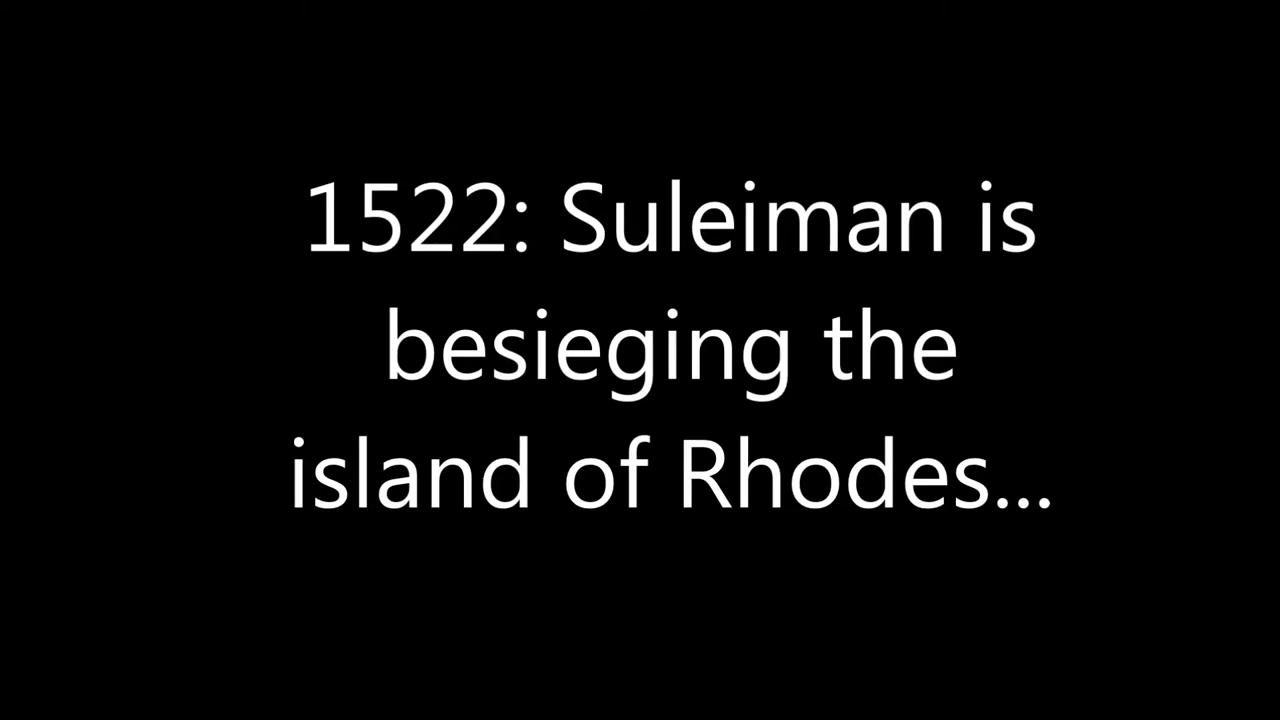 1522: Suleiman is
besieging the
island of Rhodes...